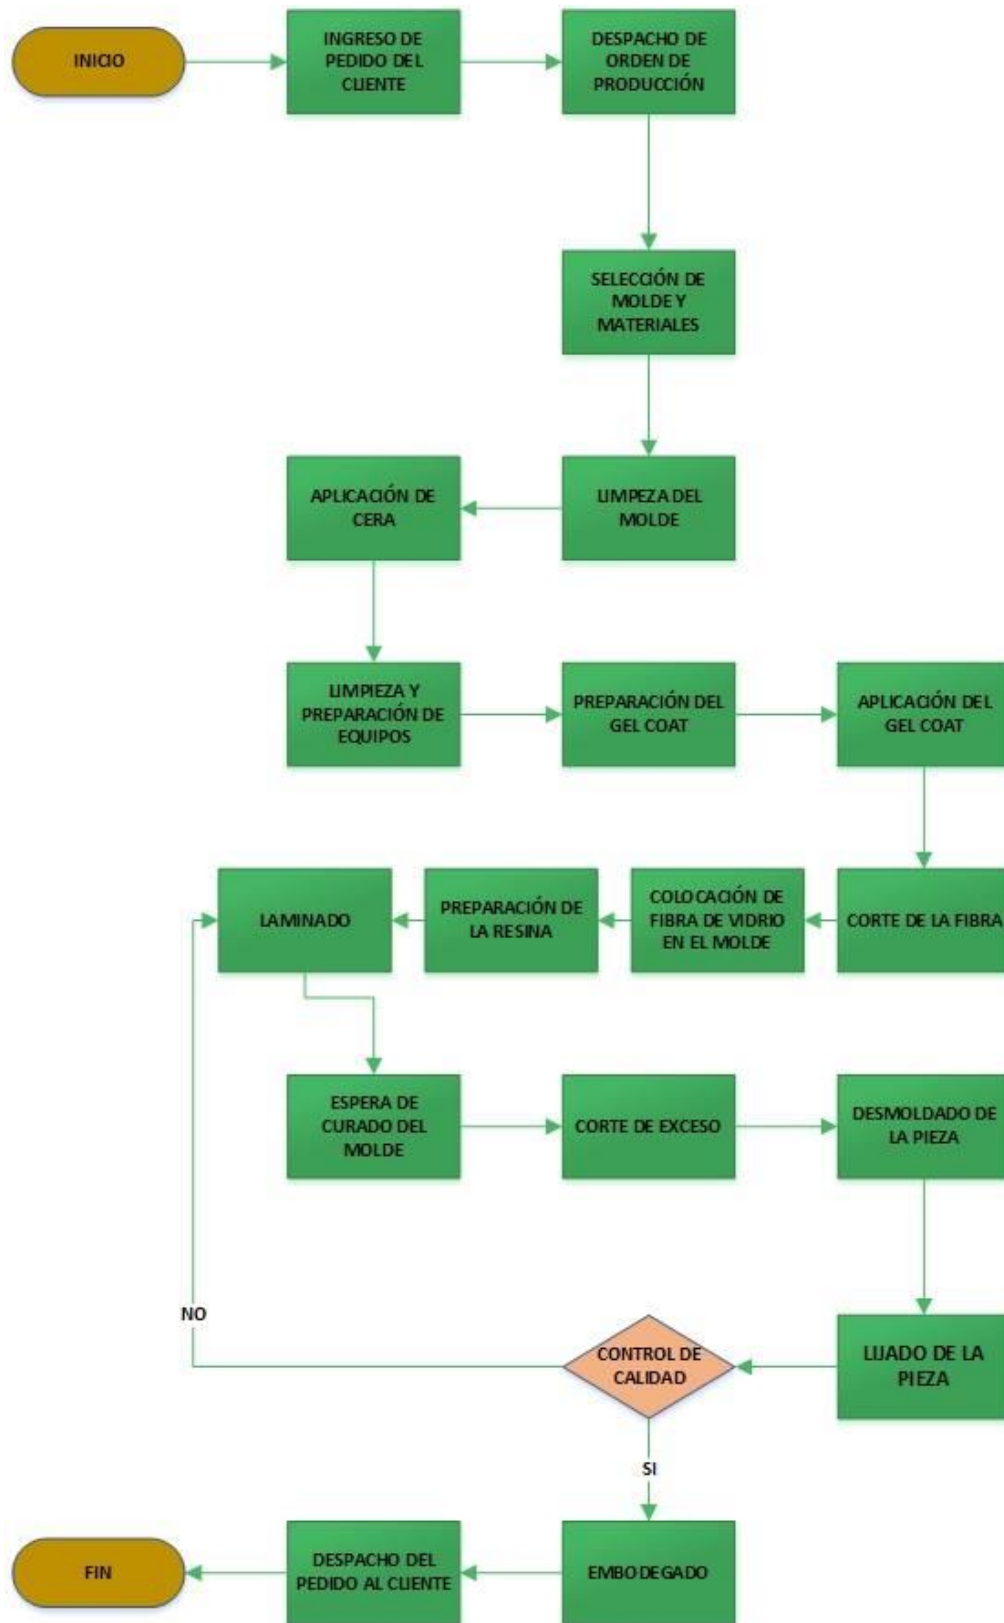 INICIO
INGRESO DE
PEDIDO DEL
CLIENTE
DESPACHO DE
ORDEN DE
PRODUCCIÓN
SELECCIÓN DE
MOLDE Y
MATERIALES
LIMPEZA DEL
MOLDE
APLICACIÓN DE
CERA
LIMPIEZA Y
PREPARACIÓN DE
EQUIPOS
PREPARACIÓN DEL
GEL COAT
APLICACIÓN DEL
GEL COAT
CORTE DE LA FIBRA
COLOCACIÓN DE
FIBRA DE VIDRIO
EN EL MOLDE
PREPARACIÓN DE
LA RESINA
LAMINADO
ESPERA DE
CURADO DEL
MOLDE
CORTE DE EXCESO
DESMOLDADO DE
LA PIEZA
LIJADO DE LA
PIEZA
CONTROL DE
CALIDAD
NO
SI
EMBODEGADO
DESPACHO DEL
PEDIDO AL CLIENTE
FIN